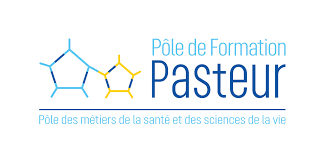 Pôle de Formation
Pasteur
Pôle des métiers de la santé et des sciences de la vie